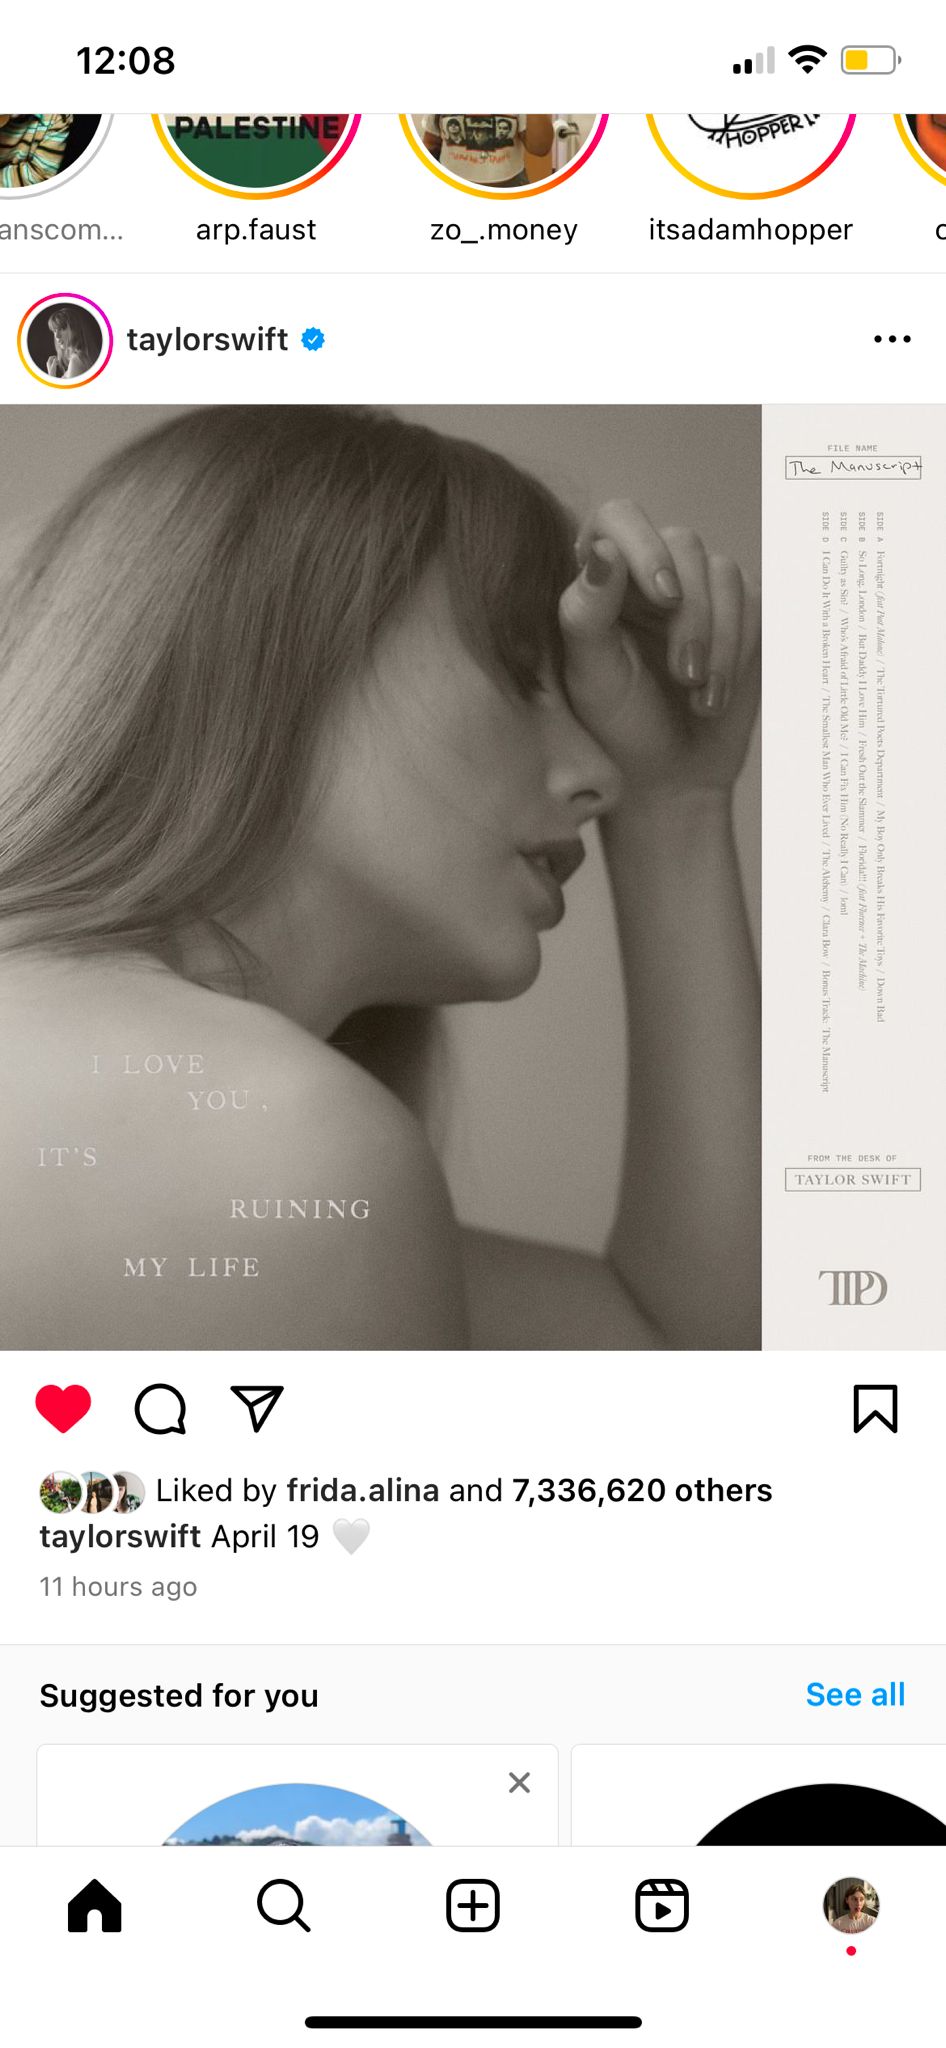 12:08
PALESTINE
HOPPER
anscom...
arp.faust
zo_.money
itsadamhopper
taylorswift
FILE NAME
The Manuscript
SIDE A Fortnight (feat Post Malone) / The Tortured Poets Department / My Boy Only Breaks His Favorite Toys / Down Bad
SIDE B So Long, London / But Daddy I Love Him / Fresh Out the Slammer / Florida!!! (feat Florence + The Machine)
SIDE C Guilty as Sin? / Who's Afraid of Little Old Me? / I Can Fix Him (No Really I Can) / loml
SIDE D I Can Do It With a Broken Heart / The Smallest Man Who Ever Lived / The Alchemy / Clara Bow / Bonus Track: The Manuscript
I LOVE
YOU,
IT'S
RUINING
MY LIFE
FROM THE DESK OF
TAYLOR SWIFT
TTPD
Liked by frida.alina and 7,336,620 others
taylorswift April 19 🤍
11 hours ago
Suggested for you
See all